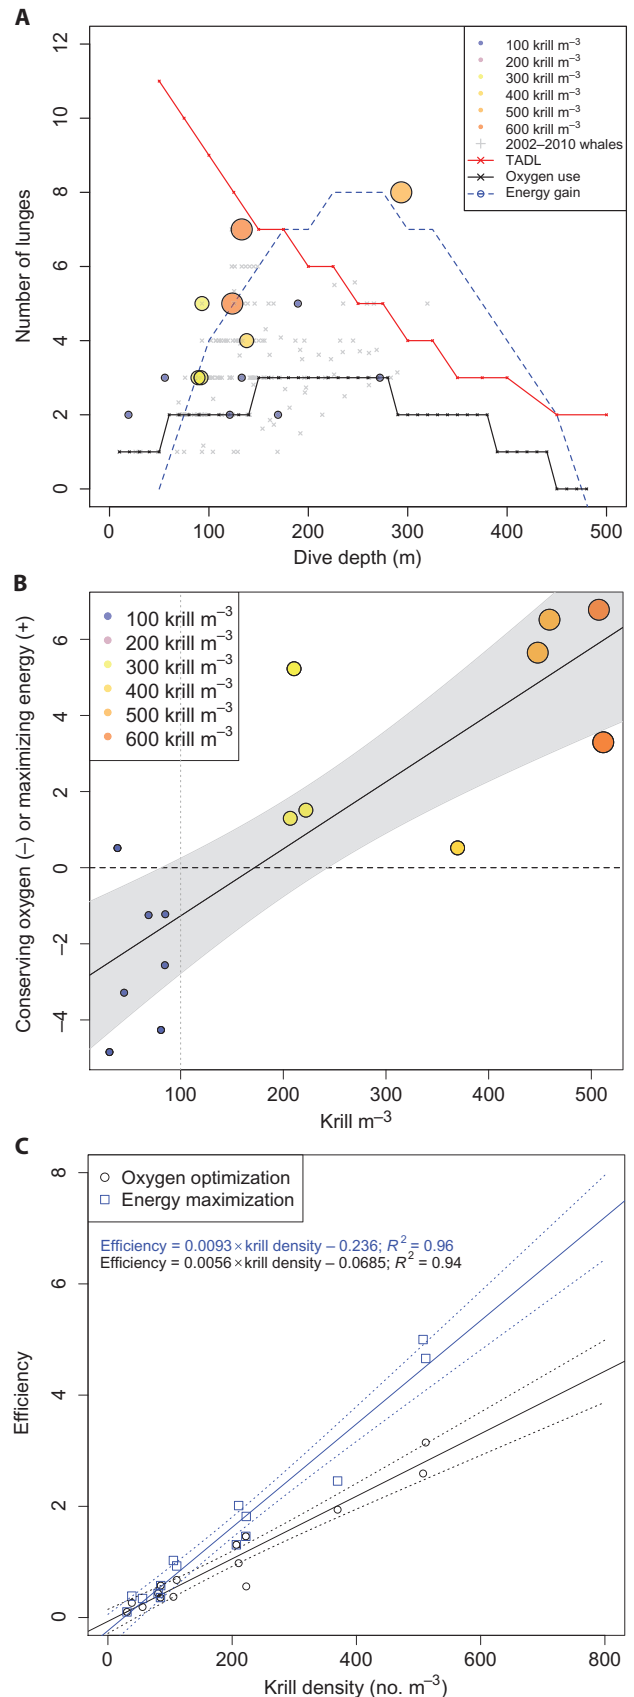 A
12
10
8
6
4
2
0
Number of lunges
100 krill m⁻³
200 krill m⁻³
300 krill m⁻³
400 krill m⁻³
500 krill m⁻³
600 krill m⁻³
2002–2010 whales
TADL
Oxygen use
Energy gain
0 100 200 300 400 500
Dive depth (m)
B
6
4
2
0
−2
−4
Conserving oxygen (−) or maximizing energy (+)
100 krill m⁻³
200 krill m⁻³
300 krill m⁻³
400 krill m⁻³
500 krill m⁻³
600 krill m⁻³
100 200 300 400 500
Krill m⁻³
C
8
6
4
2
0
Efficiency
Oxygen optimization
Energy maximization
Efficiency = 0.0093 × krill density – 0.236; R² = 0.96
Efficiency = 0.0056 × krill density – 0.0685; R² = 0.94
0 200 400 600 800
Krill density (no. m⁻³)